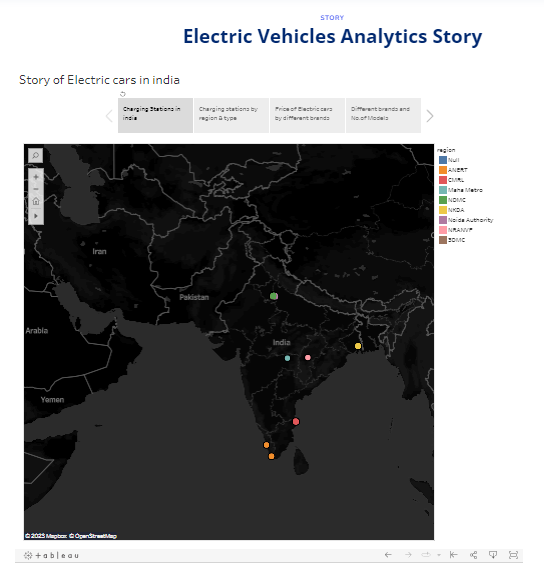 STORY
Electric Vehicles Analytics Story
Story of Electric cars in india
Charging Stations in india
Charging stations by region & type
Price of Electric cars by different brands
Different brands and No.of Models
region
Null
ANERT
CMRL
Maha Metro
NDMC
NKDA
Noida Authority
NRANVP
SDMC
Iran
Pakistan
India
Arabia
Yemen
© 2023 Mapbox © OpenStreetMap
+ a b l e a u